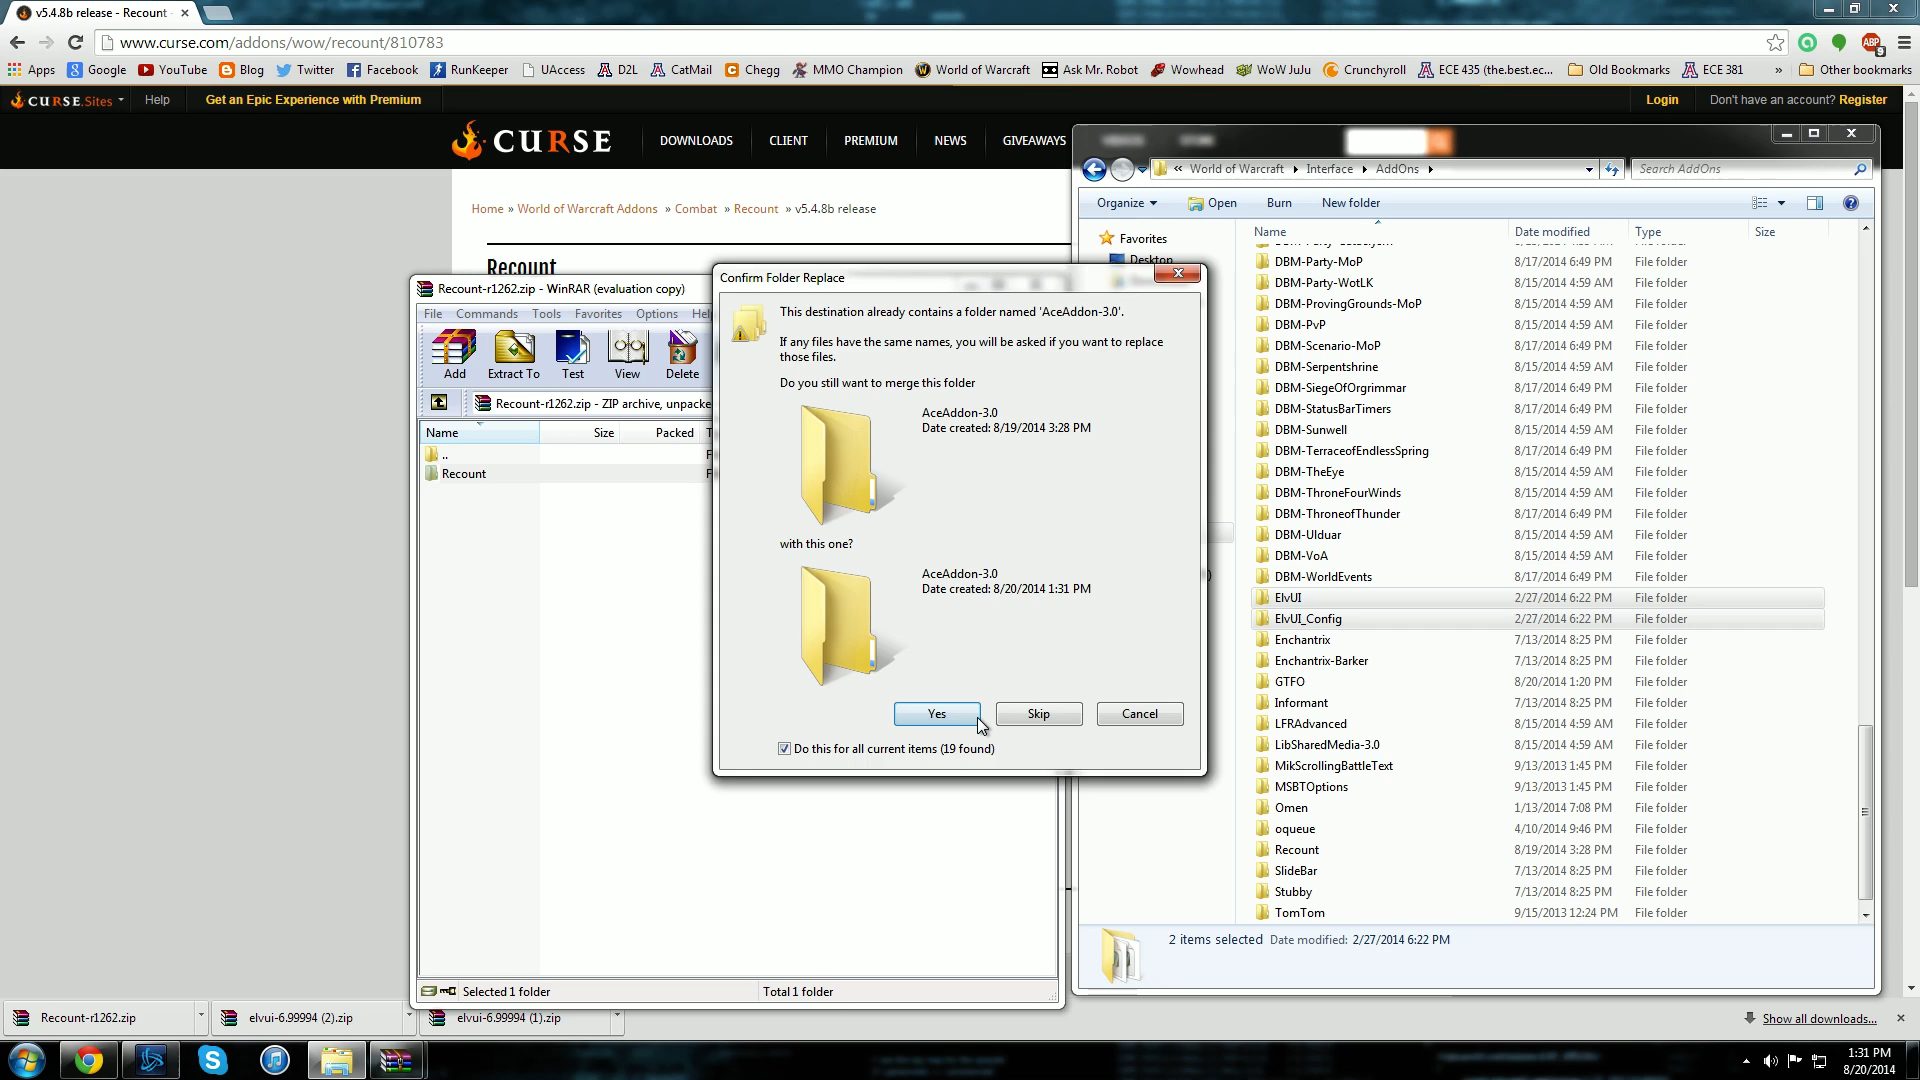 v5.4.8b release - Recount
www.curse.com/addons/wow/recount/810783
Apps Google YouTube Blog Twitter Facebook RunKeeper UAccess D2L CatMail Chegg MMO Champion World of Warcraft Ask Mr. Robot Wowhead WoW JuJu Crunchyroll ECE 435 (the.best.ec... Old Bookmarks ECE 381 » Other bookmarks
CURSE.Sites Help Get an Epic Experience with Premium Login Don't have an account? Register
CURSE DOWNLOADS CLIENT PREMIUM NEWS GIVEAWAYS
Home » World of Warcraft Addons » Combat » Recount » v5.4.8b release
Recount
Recount-r1262.zip - WinRAR (evaluation copy)
File Commands Tools Favorites Options Help
Add Extract To Test View Delete
Recount-r1262.zip - ZIP archive, unpacke
Name Size Packed T
..
Recount
Selected 1 folder Total 1 folder
Confirm Folder Replace
This destination already contains a folder named 'AceAddon-3.0'.
If any files have the same names, you will be asked if you want to replace
those files.
Do you still want to merge this folder
AceAddon-3.0
Date created: 8/19/2014 3:28 PM
with this one?
AceAddon-3.0
Date created: 8/20/2014 1:31 PM
Yes Skip Cancel
Do this for all current items (19 found)
« World of Warcraft Interface AddOns Search AddOns
Organize Open Burn New folder
Favorites
Desktop
Name Date modified Type Size
DBM-Party-MoP 8/17/2014 6:49 PM File folder
DBM-Party-WotLK 8/15/2014 4:59 AM File folder
DBM-ProvingGrounds-MoP 8/15/2014 4:59 AM File folder
DBM-PvP 8/15/2014 4:59 AM File folder
DBM-Scenario-MoP 8/17/2014 6:49 PM File folder
DBM-Serpentshrine 8/15/2014 4:59 AM File folder
DBM-SiegeOfOrgrimmar 8/17/2014 6:49 PM File folder
DBM-StatusBarTimers 8/17/2014 6:49 PM File folder
DBM-Sunwell 8/15/2014 4:59 AM File folder
DBM-TerraceofEndlessSpring 8/17/2014 6:49 PM File folder
DBM-TheEye 8/15/2014 4:59 AM File folder
DBM-ThroneFourWinds 8/15/2014 4:59 AM File folder
DBM-ThroneofThunder 8/17/2014 6:49 PM File folder
DBM-Ulduar 8/15/2014 4:59 AM File folder
DBM-VoA 8/15/2014 4:59 AM File folder
DBM-WorldEvents 8/17/2014 6:49 PM File folder
ElvUI 2/27/2014 6:22 PM File folder
ElvUI_Config 2/27/2014 6:22 PM File folder
Enchantrix 7/13/2014 8:25 PM File folder
Enchantrix-Barker 7/13/2014 8:25 PM File folder
GTFO 8/20/2014 1:20 PM File folder
Informant 7/13/2014 8:25 PM File folder
LFRAdvanced 8/15/2014 4:59 AM File folder
LibSharedMedia-3.0 8/15/2014 4:59 AM File folder
MikScrollingBattleText 9/13/2013 1:45 PM File folder
MSBTOptions 9/13/2013 1:45 PM File folder
Omen 1/13/2014 7:08 PM File folder
oqueue 4/10/2014 9:46 PM File folder
Recount 8/19/2014 3:28 PM File folder
SlideBar 7/13/2014 8:25 PM File folder
Stubby 7/13/2014 8:25 PM File folder
TomTom 9/15/2013 12:24 PM File folder
2 items selected Date modified: 2/27/2014 6:22 PM
Recount-r1262.zip elvui-6.99994 (2).zip elvui-6.99994 (1).zip Show all downloads...
1:31 PM
8/20/2014